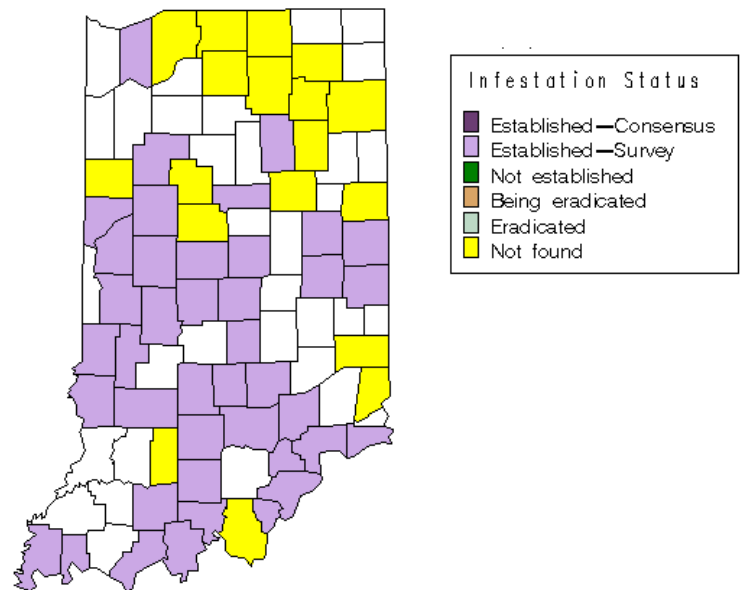 Infestation Status
Established—Consensus
Established—Survey
Not established
Being eradicated
Eradicated
Not found